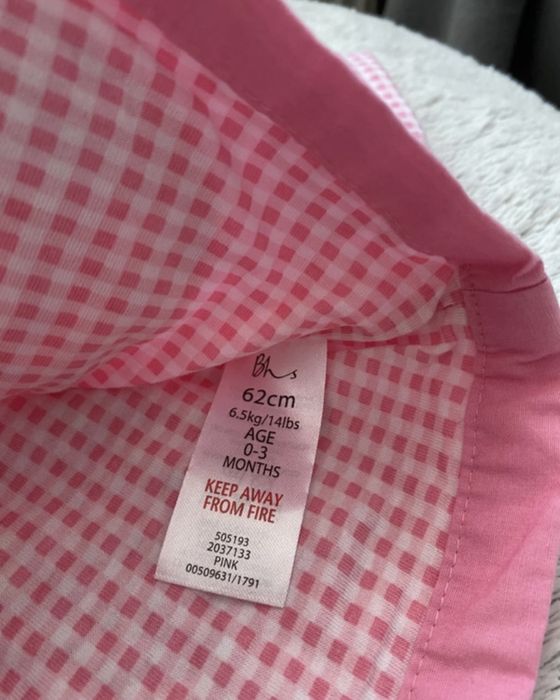 Bhs
62cm
6.5kg/14lbs
AGE
0-3
MONTHS
KEEP AWAY
FROM FIRE
505193
2037133
PINK
00509631/1791